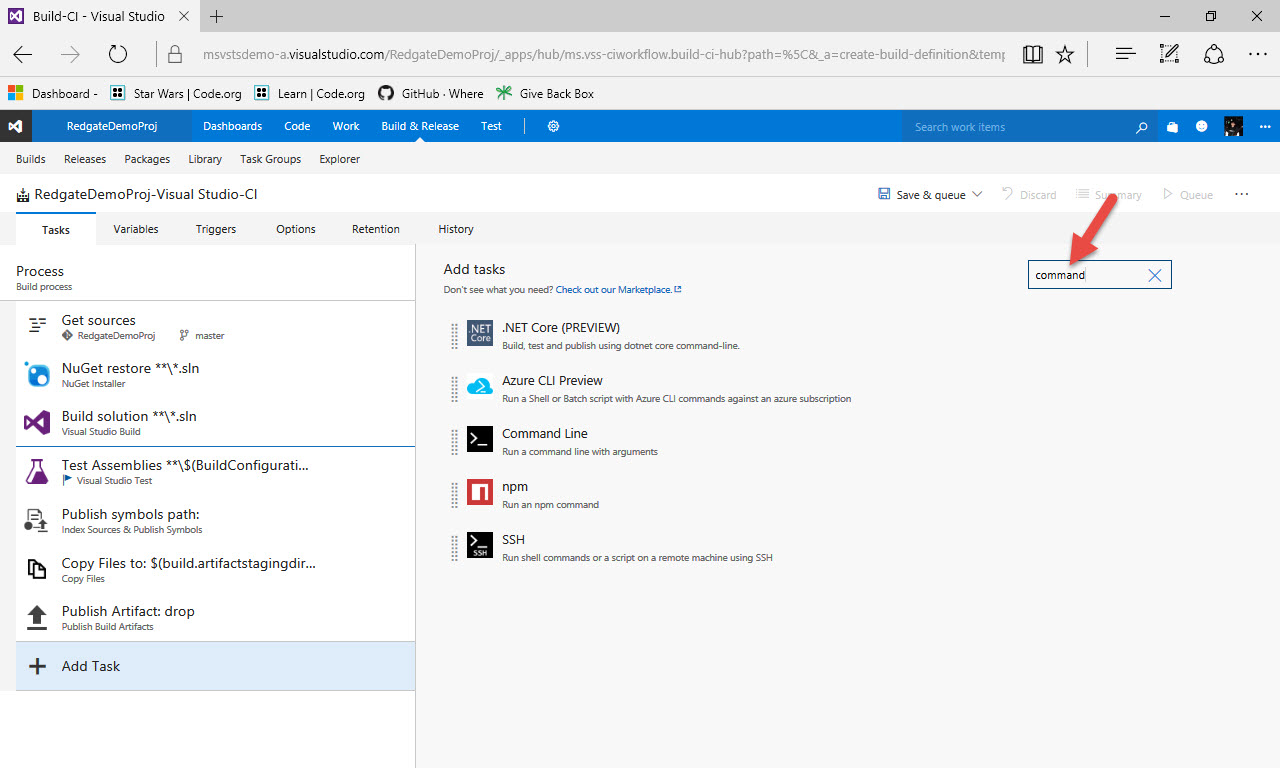 Build-CI - Visual Studio
msvstsdemo-a.visualstudio.com/RedgateDemoProj/_apps/hub/ms.vss-ciworkflow.build-ci-hub?path=%5C&_a=create-build-definition&temp
Dashboard - Star Wars | Code.org Learn | Code.org GitHub · Where Give Back Box
RedgateDemoProj Dashboards Code Work Build & Release Test Search work items
Builds Releases Packages Library Task Groups Explorer
RedgateDemoProj-Visual Studio-CI Save & queue Discard Summary Queue
Tasks Variables Triggers Options Retention History
Process
Build process
Get sources
RedgateDemoProj master
NuGet restore **\*.sln
NuGet Installer
Build solution **\*.sln
Visual Studio Build
Test Assemblies **\$(BuildConfigurati...
Visual Studio Test
Publish symbols path:
Index Sources & Publish Symbols
Copy Files to: $(build.artifactstagingdir...
Copy Files
Publish Artifact: drop
Publish Build Artifacts
Add Task
Add tasks
Don't see what you need? Check out our Marketplace.
command
.NET Core
.NET Core (PREVIEW)
Build, test and publish using dotnet core command-line.
Azure CLI Preview
Run a Shell or Batch script with Azure CLI commands against an azure subscription
Command Line
Run a command line with arguments
npm
Run an npm command
SSH
SSH
Run shell commands or a script on a remote machine using SSH